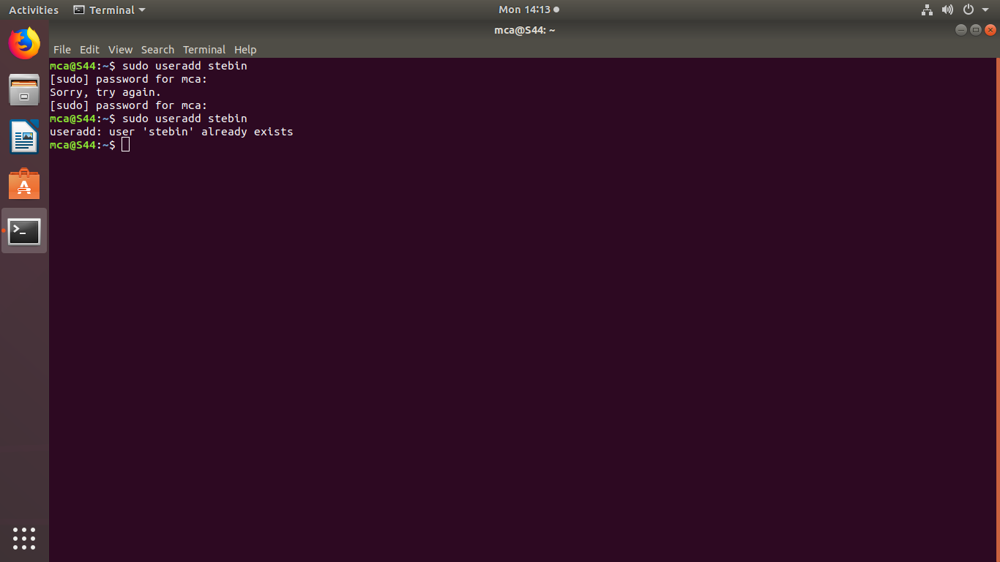 Activities Terminal Mon 14:13
mca@S44: ~
File Edit View Search Terminal Help
mca@S44:~$ sudo useradd stebin
[sudo] password for mca:
Sorry, try again.
[sudo] password for mca:
mca@S44:~$ sudo useradd stebin
useradd: user 'stebin' already exists
mca@S44:~$